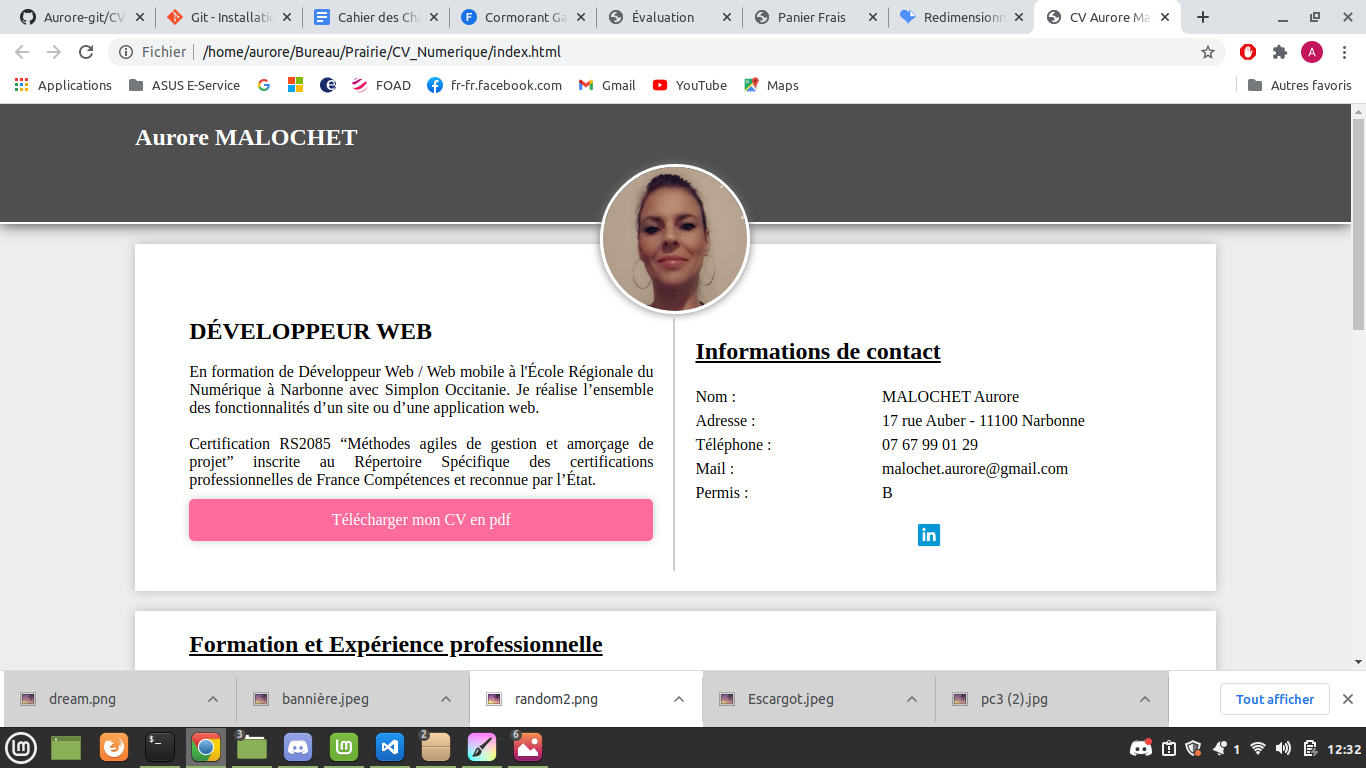 Aurore-git/CV
Git - Installatio
Cahier des Cha
Cormorant Ga
Évaluation
Panier Frais
Redimensionn
CV Aurore Ma
Fichier
/home/aurore/Bureau/Prairie/CV_Numerique/index.html
A
Applications
ASUS E-Service
FOAD
fr-fr.facebook.com
Gmail
YouTube
Maps
Autres favoris
Aurore MALOCHET
DÉVELOPPEUR WEB
En formation de Développeur Web / Web mobile à l'École Régionale du
Numérique à Narbonne avec Simplon Occitanie. Je réalise l’ensemble
des fonctionnalités d’un site ou d’une application web.
Certification RS2085 “Méthodes agiles de gestion et amorçage de
projet” inscrite au Répertoire Spécifique des certifications
professionnelles de France Compétences et reconnue par l’État.
Télécharger mon CV en pdf
Informations de contact
Nom : MALOCHET Aurore
Adresse : 17 rue Auber - 11100 Narbonne
Téléphone : 07 67 99 01 29
Mail : malochet.aurore@gmail.com
Permis : B
in
Formation et Expérience professionnelle
dream.png
bannière.jpeg
random2.png
Escargot.jpeg
pc3 (2).jpg
Tout afficher
3
2
6
1
12:32